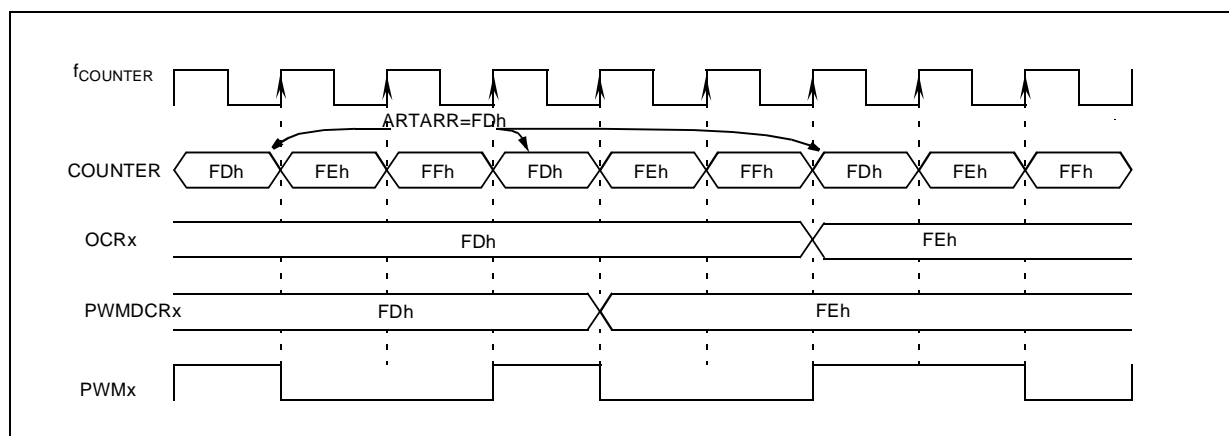 fCOUNTER
ARTARR=FDh
COUNTER FDh FEh FFh FDh FEh FFh FDh FEh FFh
OCRx FDh FEh
PWMDCRx FDh FEh
PWMx